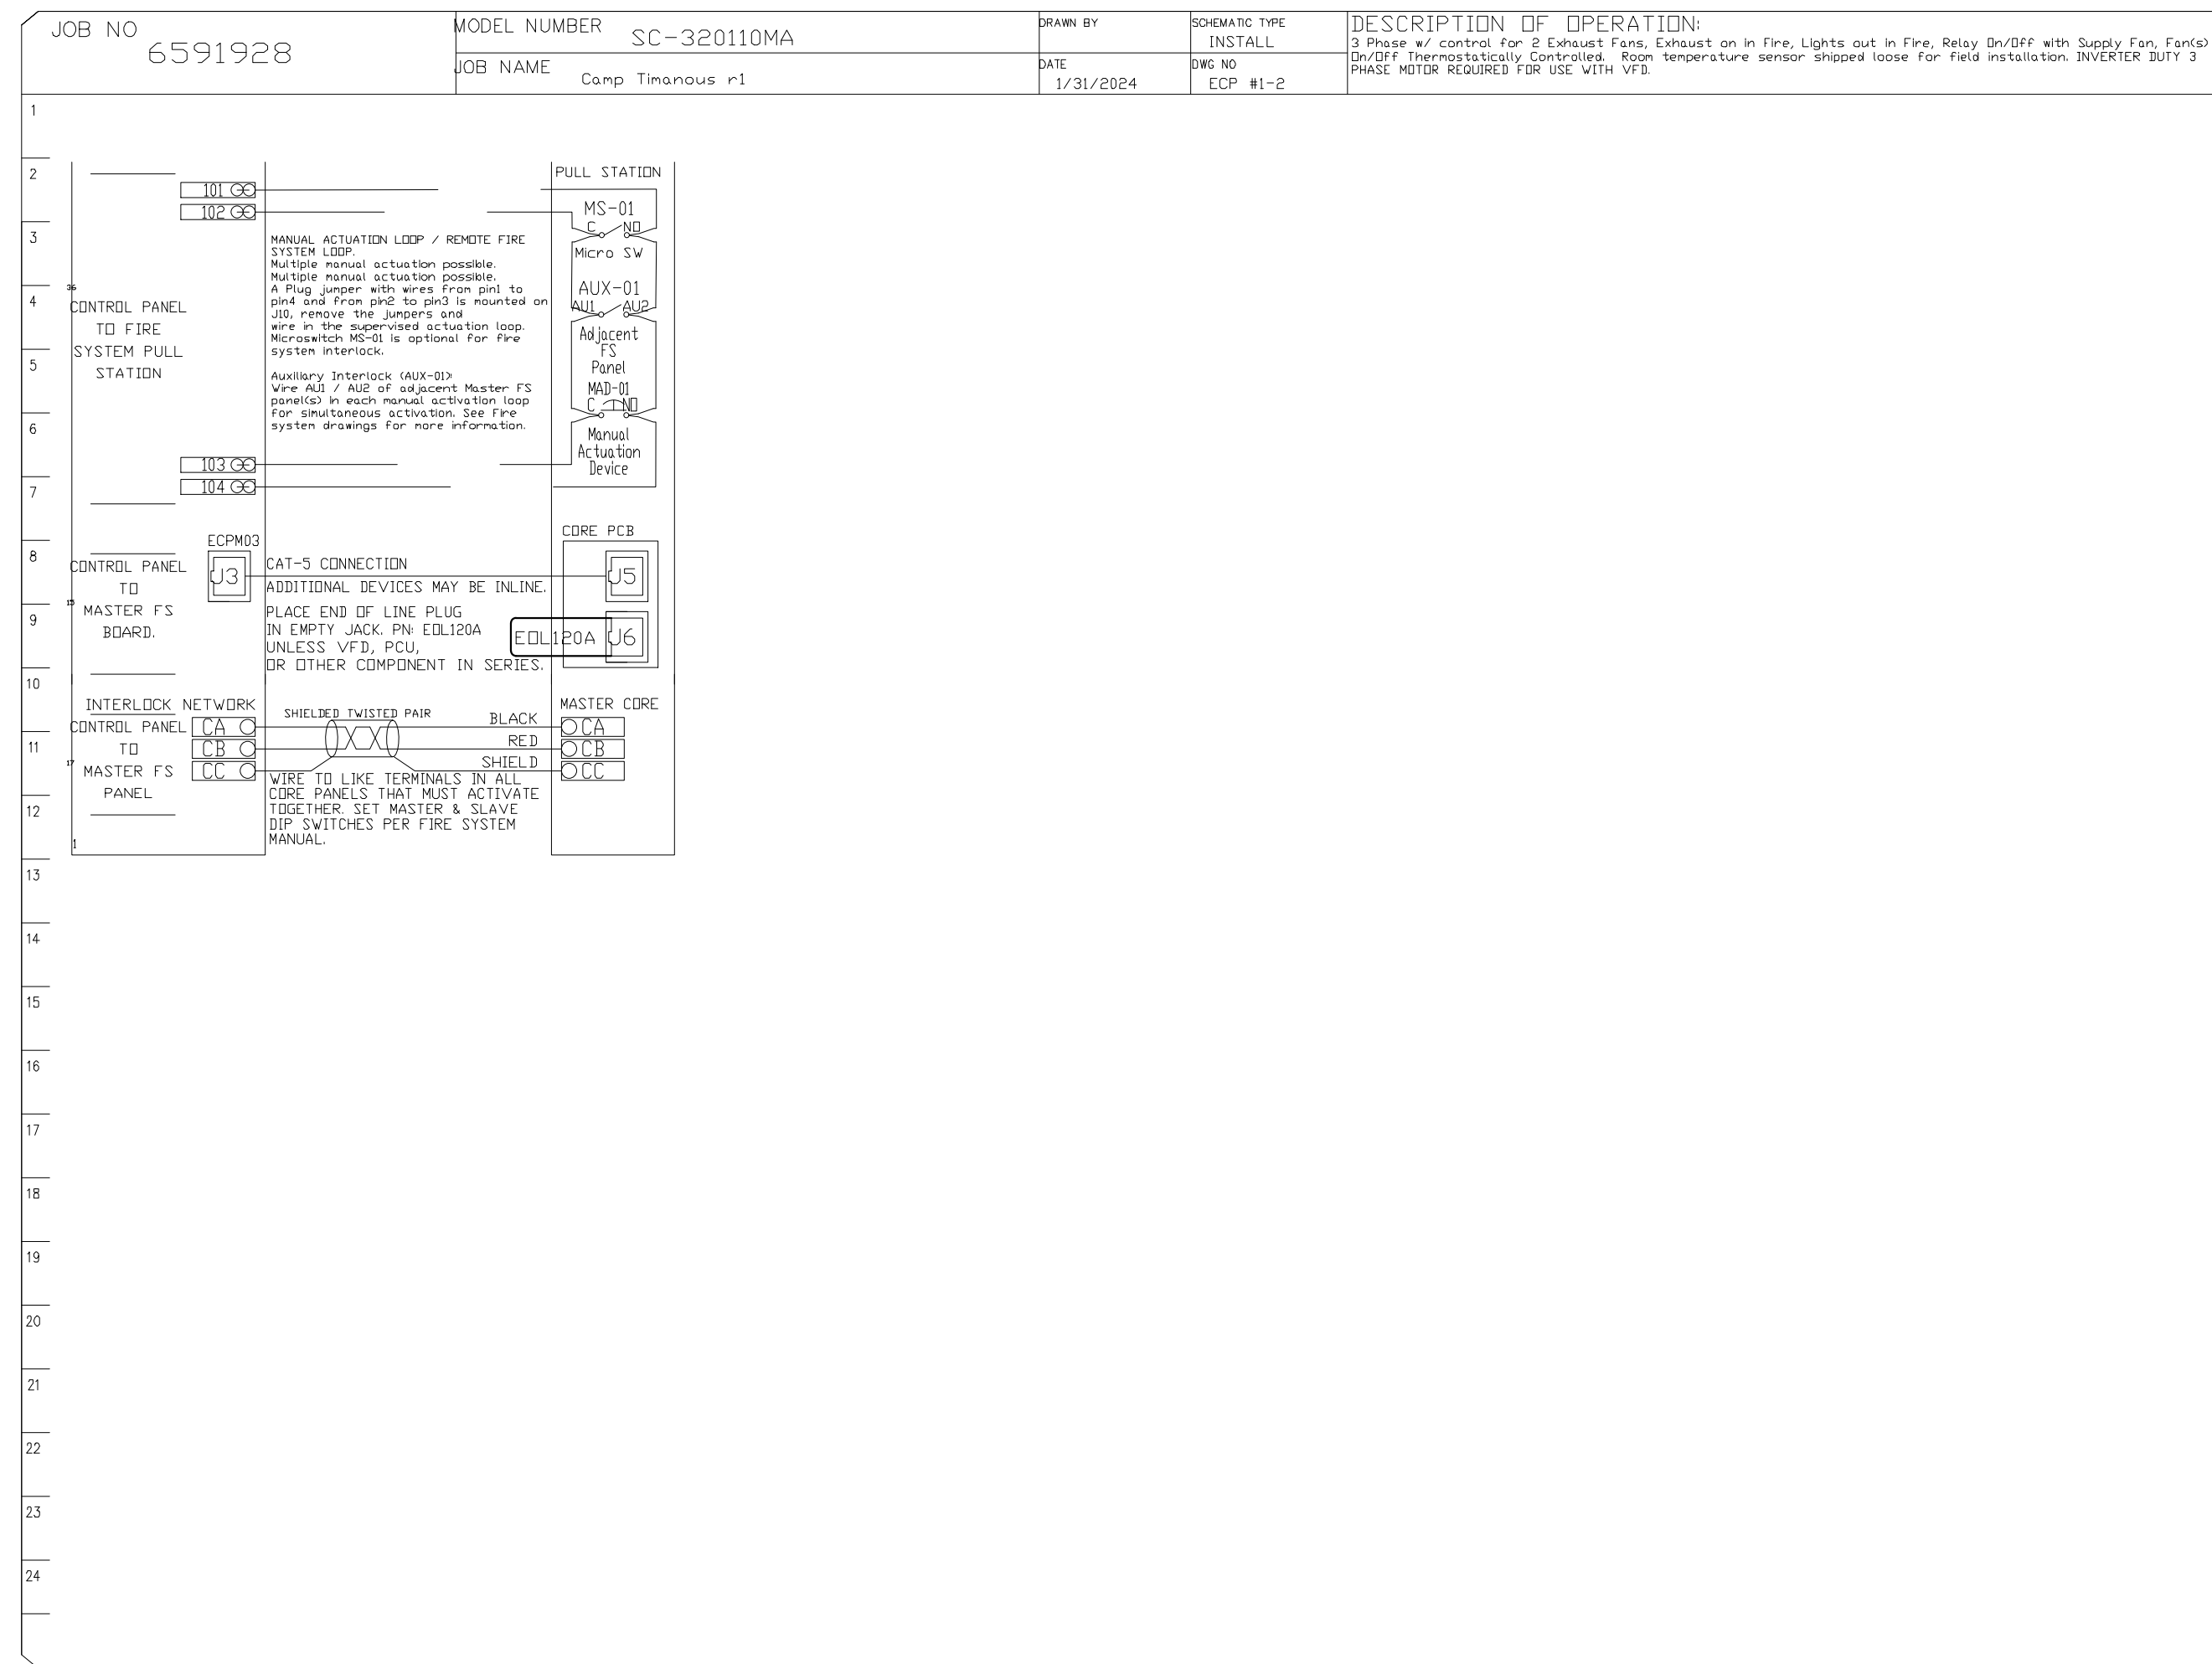 JOB NO
6591928
MODEL NUMBER
SC-320110MA
JOB NAME
Camp Timanous r1
DRAWN BY
DATE
1/31/2024
SCHEMATIC TYPE
INSTALL
DWG NO
ECP #1-2
DESCRIPTION OF OPERATION:
3 Phase w/ control for 2 Exhaust Fans, Exhaust on in Fire, Lights out in Fire, Relay On/Off with Supply Fan, Fan(s)
On/Off Thermostatically Controlled. Room temperature sensor shipped loose for field installation. INVERTER DUTY 3
PHASE MOTOR REQUIRED FOR USE WITH VFD.
1
2
3
4
5
6
7
8
9
10
11
12
13
14
15
16
17
18
19
20
21
22
23
24
36
CONTROL PANEL
TO FIRE
SYSTEM PULL
STATION
101
102
103
104
MANUAL ACTUATION LOOP / REMOTE FIRE
SYSTEM LOOP.
Multiple manual actuation possible.
Multiple manual actuation possible.
A Plug jumper with wires from pin1 to
pin4 and from pin2 to pin3 is mounted on
J10, remove the jumpers and
wire in the supervised actuation loop.
Microswitch MS-01 is optional for fire
system interlock.
Auxiliary Interlock (AUX-01):
Wire AU1 / AU2 of adjacent Master FS
panel(s) in each manual activation loop
for simultaneous activation. See Fire
system drawings for more information.
PULL STATION
MS-01
C NO
Micro SW
AUX-01
AU1 AU2
Adjacent
FS
Panel
MAD-01
C NO
Manual
Actuation
Device
CONTROL PANEL
TO
MASTER FS
BOARD.
ECPM03
J3
CAT-5 CONNECTION
ADDITIONAL DEVICES MAY BE INLINE.
PLACE END OF LINE PLUG
IN EMPTY JACK. PN: EOL120A
UNLESS VFD, PCU,
OR OTHER COMPONENT IN SERIES.
CORE PCB
J5
EOL120A
J6
INTERLOCK NETWORK
CONTROL PANEL
TO
17
MASTER FS
PANEL
1
CA
CB
CC
SHIELDED TWISTED PAIR
BLACK
RED
SHIELD
WIRE TO LIKE TERMINALS IN ALL
CORE PANELS THAT MUST ACTIVATE
TOGETHER. SET MASTER & SLAVE
DIP SWITCHES PER FIRE SYSTEM
MANUAL.
MASTER CORE
CA
CB
CC